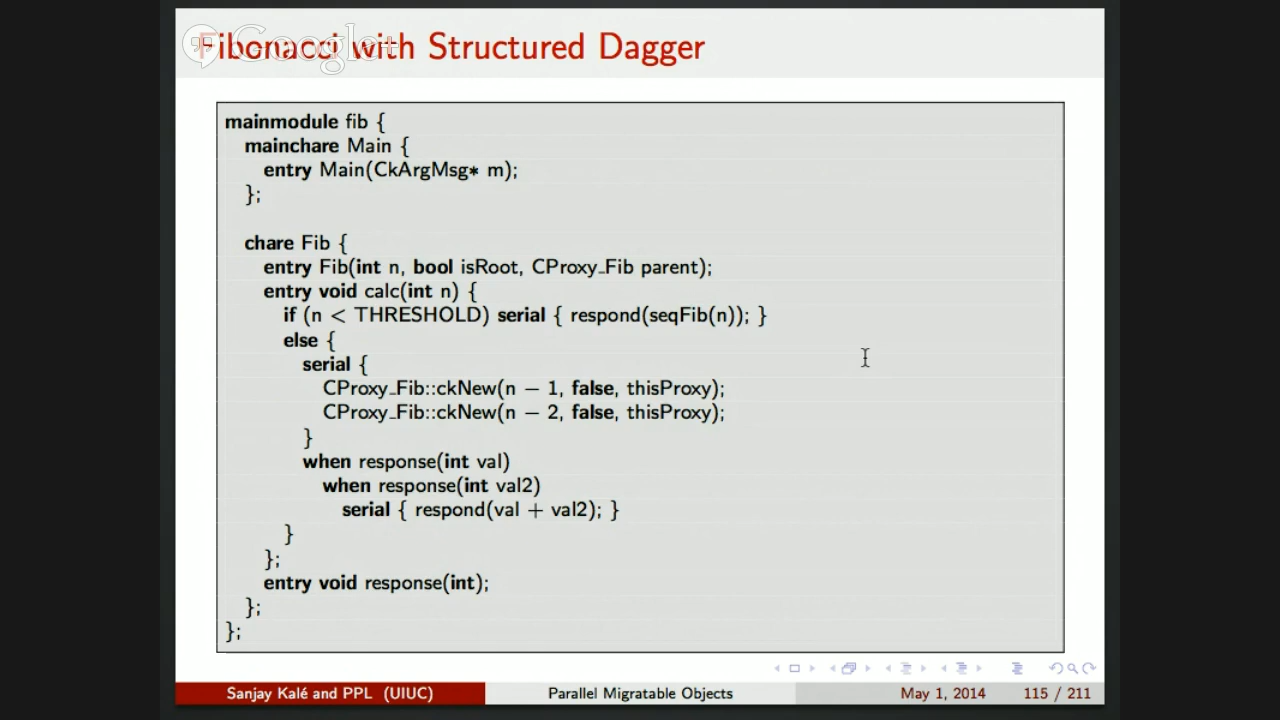 Fibonacci with Structured Dagger
Google+
mainmodule fib {
mainchare Main {
entry Main(CkArgMsg* m);
};
chare Fib {
entry Fib(int n, bool isRoot, CProxy_Fib parent);
entry void calc(int n) {
if (n < THRESHOLD) serial { respond(seqFib(n)); }
else {
serial {
CProxy_Fib::ckNew(n − 1, false, thisProxy);
CProxy_Fib::ckNew(n − 2, false, thisProxy);
}
when response(int val)
when response(int val2)
serial { respond(val + val2); }
}
};
entry void response(int);
};
};
Sanjay Kalé and PPL (UIUC)
Parallel Migratable Objects
May 1, 2014
115 / 211